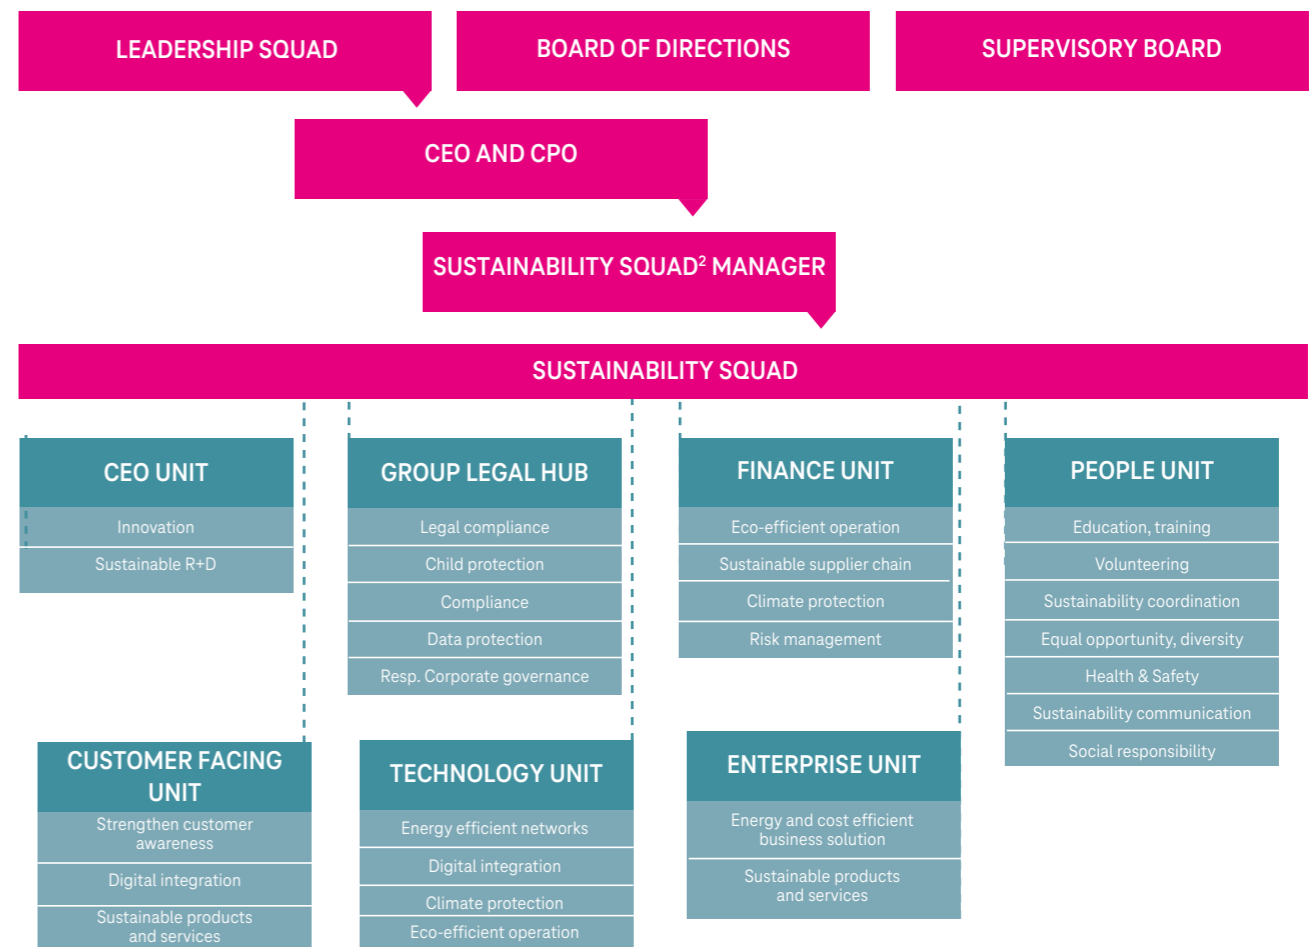 LEADERSHIP SQUAD
BOARD OF DIRECTIONS
SUPERVISORY BOARD
CEO AND CPO
SUSTAINABILITY SQUAD² MANAGER
SUSTAINABILITY SQUAD
CEO UNIT
Innovation
Sustainable R+D
GROUP LEGAL HUB
Legal compliance
Child protection
Compliance
Data protection
Resp. Corporate governance
FINANCE UNIT
Eco-efficient operation
Sustainable supplier chain
Climate protection
Risk management
PEOPLE UNIT
Education, training
Volunteering
Sustainability coordination
Equal opportunity, diversity
Health & Safety
Sustainability communication
Social responsibility
CUSTOMER FACING
UNIT
Strengthen customer
awareness
Digital integration
Sustainable products
and services
TECHNOLOGY UNIT
Energy efficient networks
Digital integration
Climate protection
Eco-efficient operation
ENTERPRISE UNIT
Energy and cost efficient
business solution
Sustainable products
and services